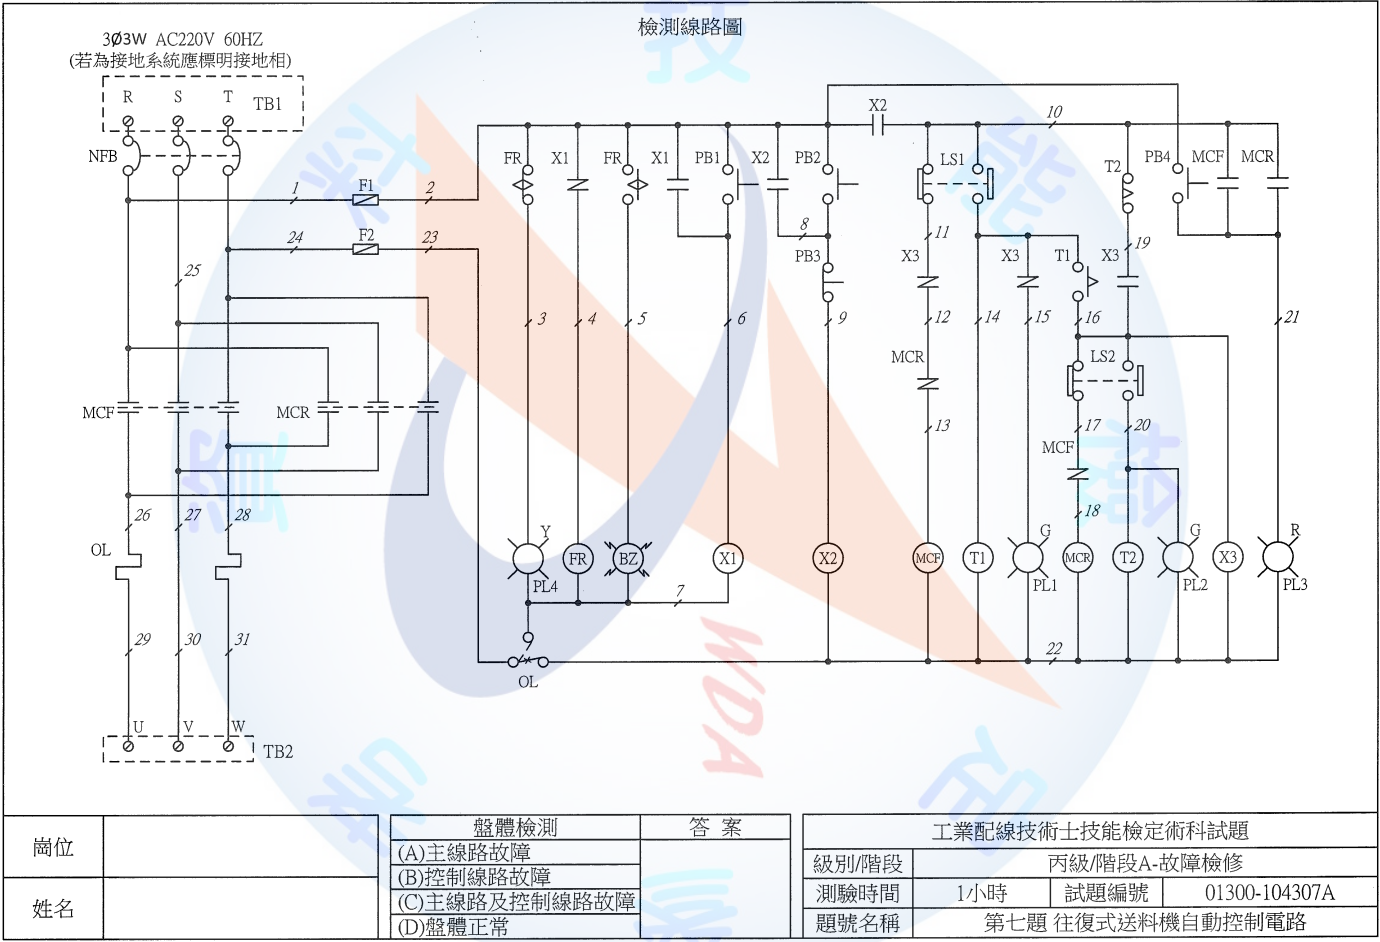 檢測線路圖
3Ø3W AC220V 60HZ
(若為接地系統應標明接地相)
R S T TB1
NFB
1 F1 2
24 F2 23
25
MCF MCR
26 27 28
OL
29 30 31
U V W
TB2
FR X1 FR X1 PB1 X2 PB2 X2 LS1 10 T2 PB4 MCF MCR
8 11 19
PB3 X3 X3 T1 X3
3 4 5 6 9 12 14 15 16 21
MCR LS2
13 17 20
MCF
18
Y G G R
FR BZ X1 X2 MCF T1 MCR T2 X3
PL4 PL1 PL2 PL3
7
22
OL
技
能
檢
定
術
科
資
料
WDA
崗位
姓名
盤體檢測 答 案
(A)主線路故障
(B)控制線路故障
(C)主線路及控制線路故障
(D)盤體正常
工業配線技術士技能檢定術科試題
級別/階段 丙級/階段A-故障檢修
測驗時間 1小時 試題編號 01300-104307A
題號名稱 第七題 往復式送料機自動控制電路